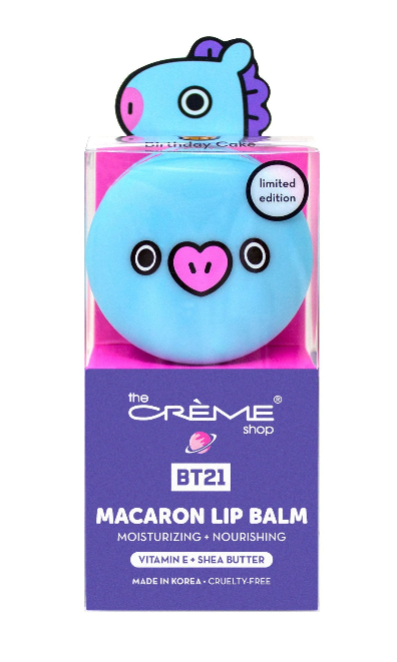 Birthday Cake
limited
edition
the
CRÈME®
shop
BT21
MACARON LIP BALM
MOISTURIZING + NOURISHING
VITAMIN E + SHEA BUTTER
MADE IN KOREA • CRUELTY-FREE